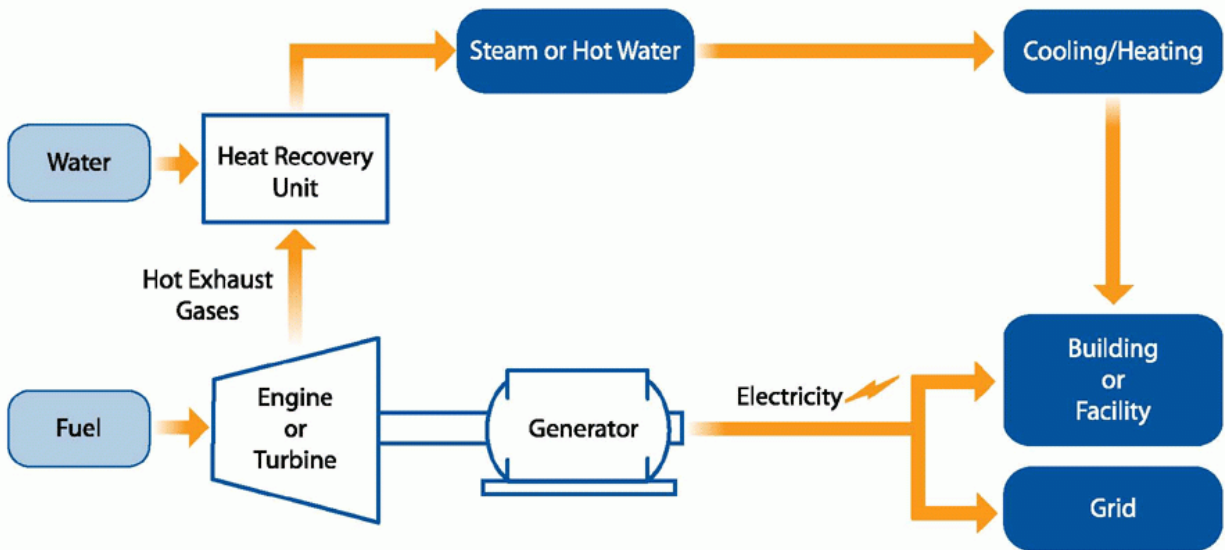 Steam or Hot Water
Cooling/Heating
Water
Heat Recovery
Unit
Hot Exhaust
Gases
Fuel
Engine
or
Turbine
Generator
Electricity
Building
or
Facility
Grid